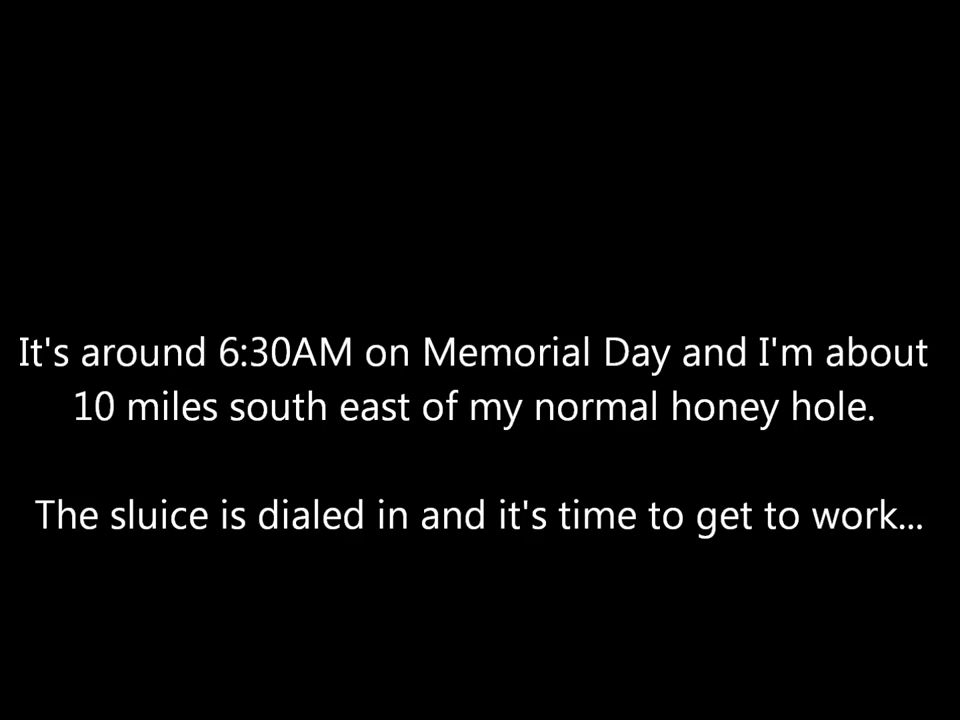 It's around 6:30AM on Memorial Day and I'm about
10 miles south east of my normal honey hole.
The sluice is dialed in and it's time to get to work...